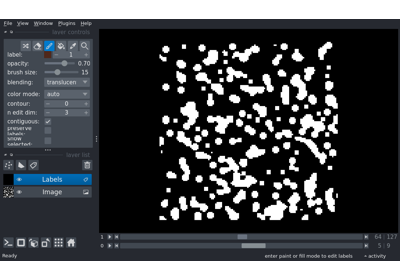 File View Window Plugins Help
layer controls
label: 1
opacity: 0.70
brush size: 15
blending: translucen
color mode: auto
contour: 0
n edit dim: 3
contiguous:
preserve
labels:
show
selected:
layer list
Labels
Image
1 64 127
0 5 9
Ready enter paint or fill mode to edit labels activity